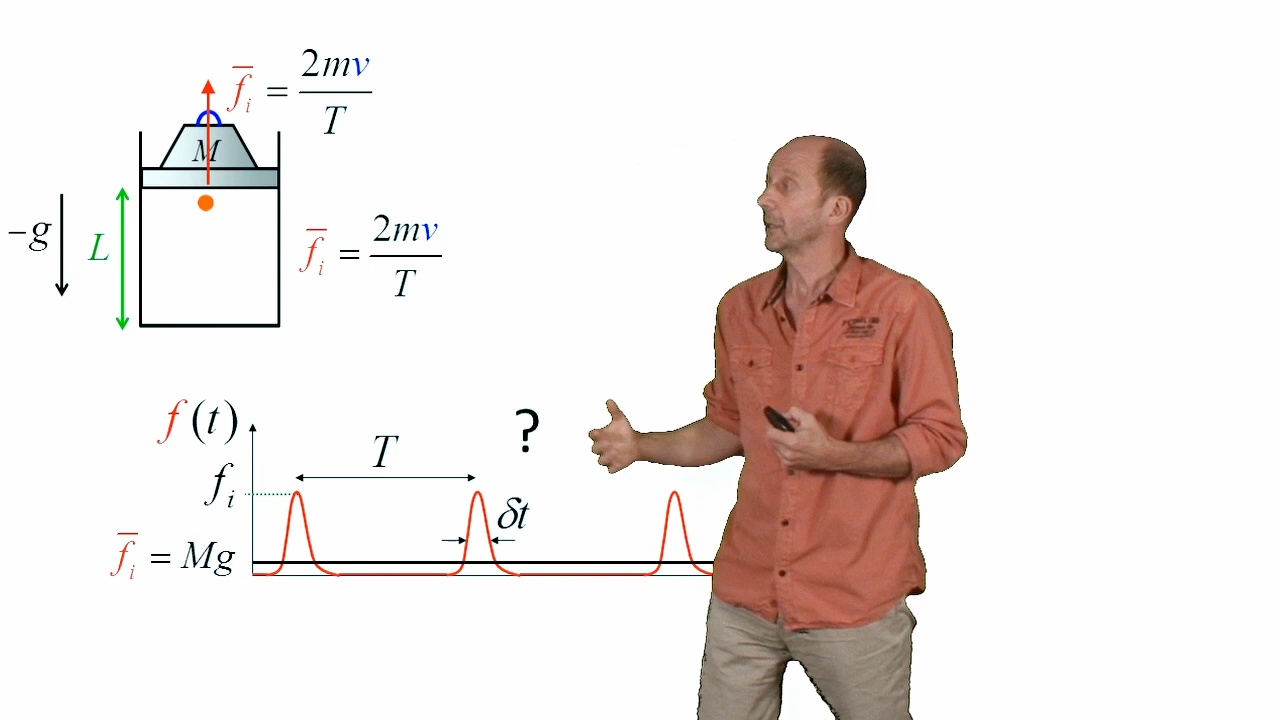 f̅ᵢ = 2mv / T
M
−g
L
f̅ᵢ = 2mv / T
f(t)
T
?
fᵢ
δt
f̅ᵢ = Mg